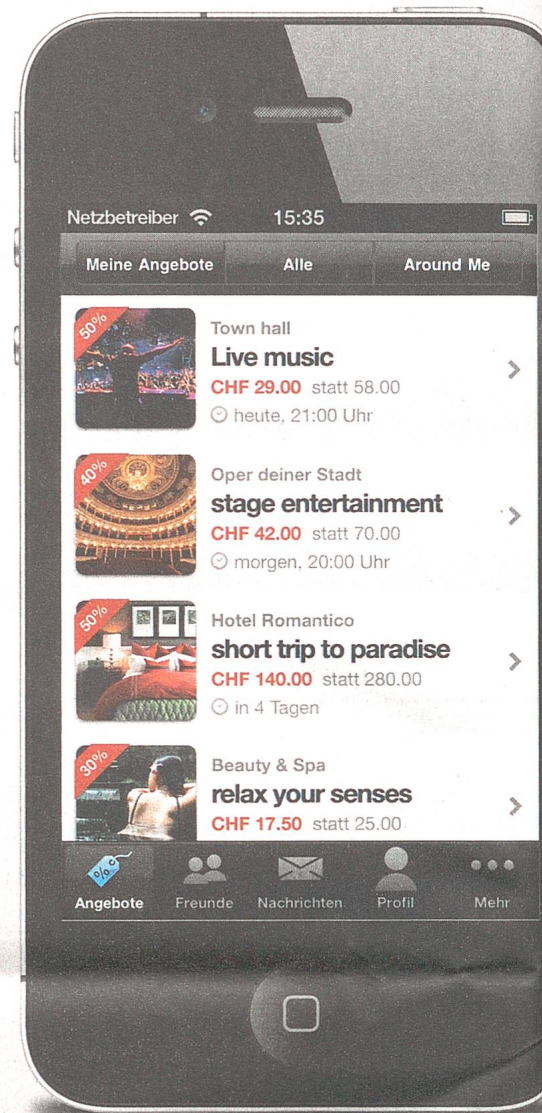 Netzbetreiber 15:35
Meine Angebote Alle Around Me
50%
Town hall
Live music
CHF 29.00 statt 58.00
heute, 21:00 Uhr
40%
Oper deiner Stadt
stage entertainment
CHF 42.00 statt 70.00
morgen, 20:00 Uhr
50%
Hotel Romantico
short trip to paradise
CHF 140.00 statt 280.00
in 4 Tagen
30%
Beauty & Spa
relax your senses
CHF 17.50 statt 25.00
%
Angebote Freunde Nachrichten Profil Mehr